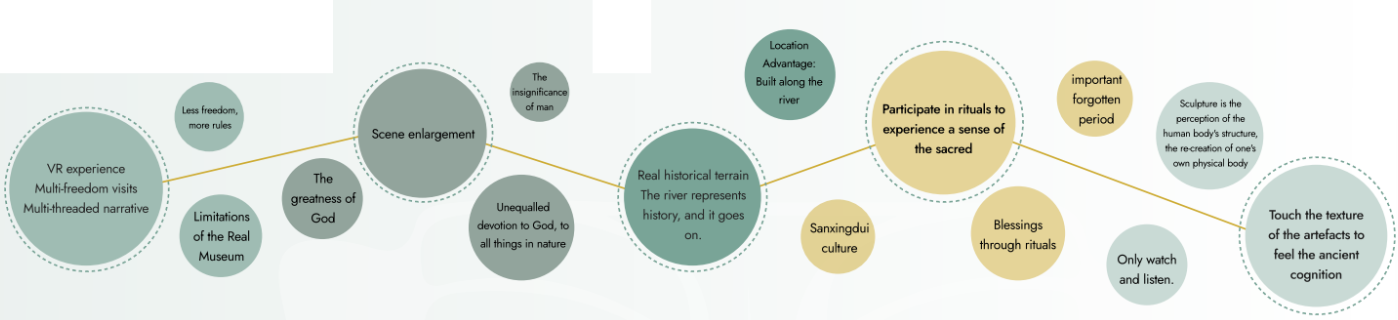 VR experience
Multi-freedom visits
Multi-threaded narrative
Less freedom,
more rules
Limitations
of the Real
Museum
The
greatness of
God
Scene enlargement
The
insignificance
of man
Unequalled
devotion to God, to
all things in nature
Real historical terrain
The river represents
history, and it goes
on.
Location
Advantage:
Built along the
river
Sanxingdui
culture
Participate in rituals to
experience a sense of
the sacred
important
forgotten
period
Blessings
through rituals
Sculpture is the
perception of the
human body's structure,
the re-creation of one's
own physical body
Only watch
and listen.
Touch the texture
of the artefacts to
feel the ancient
cognition